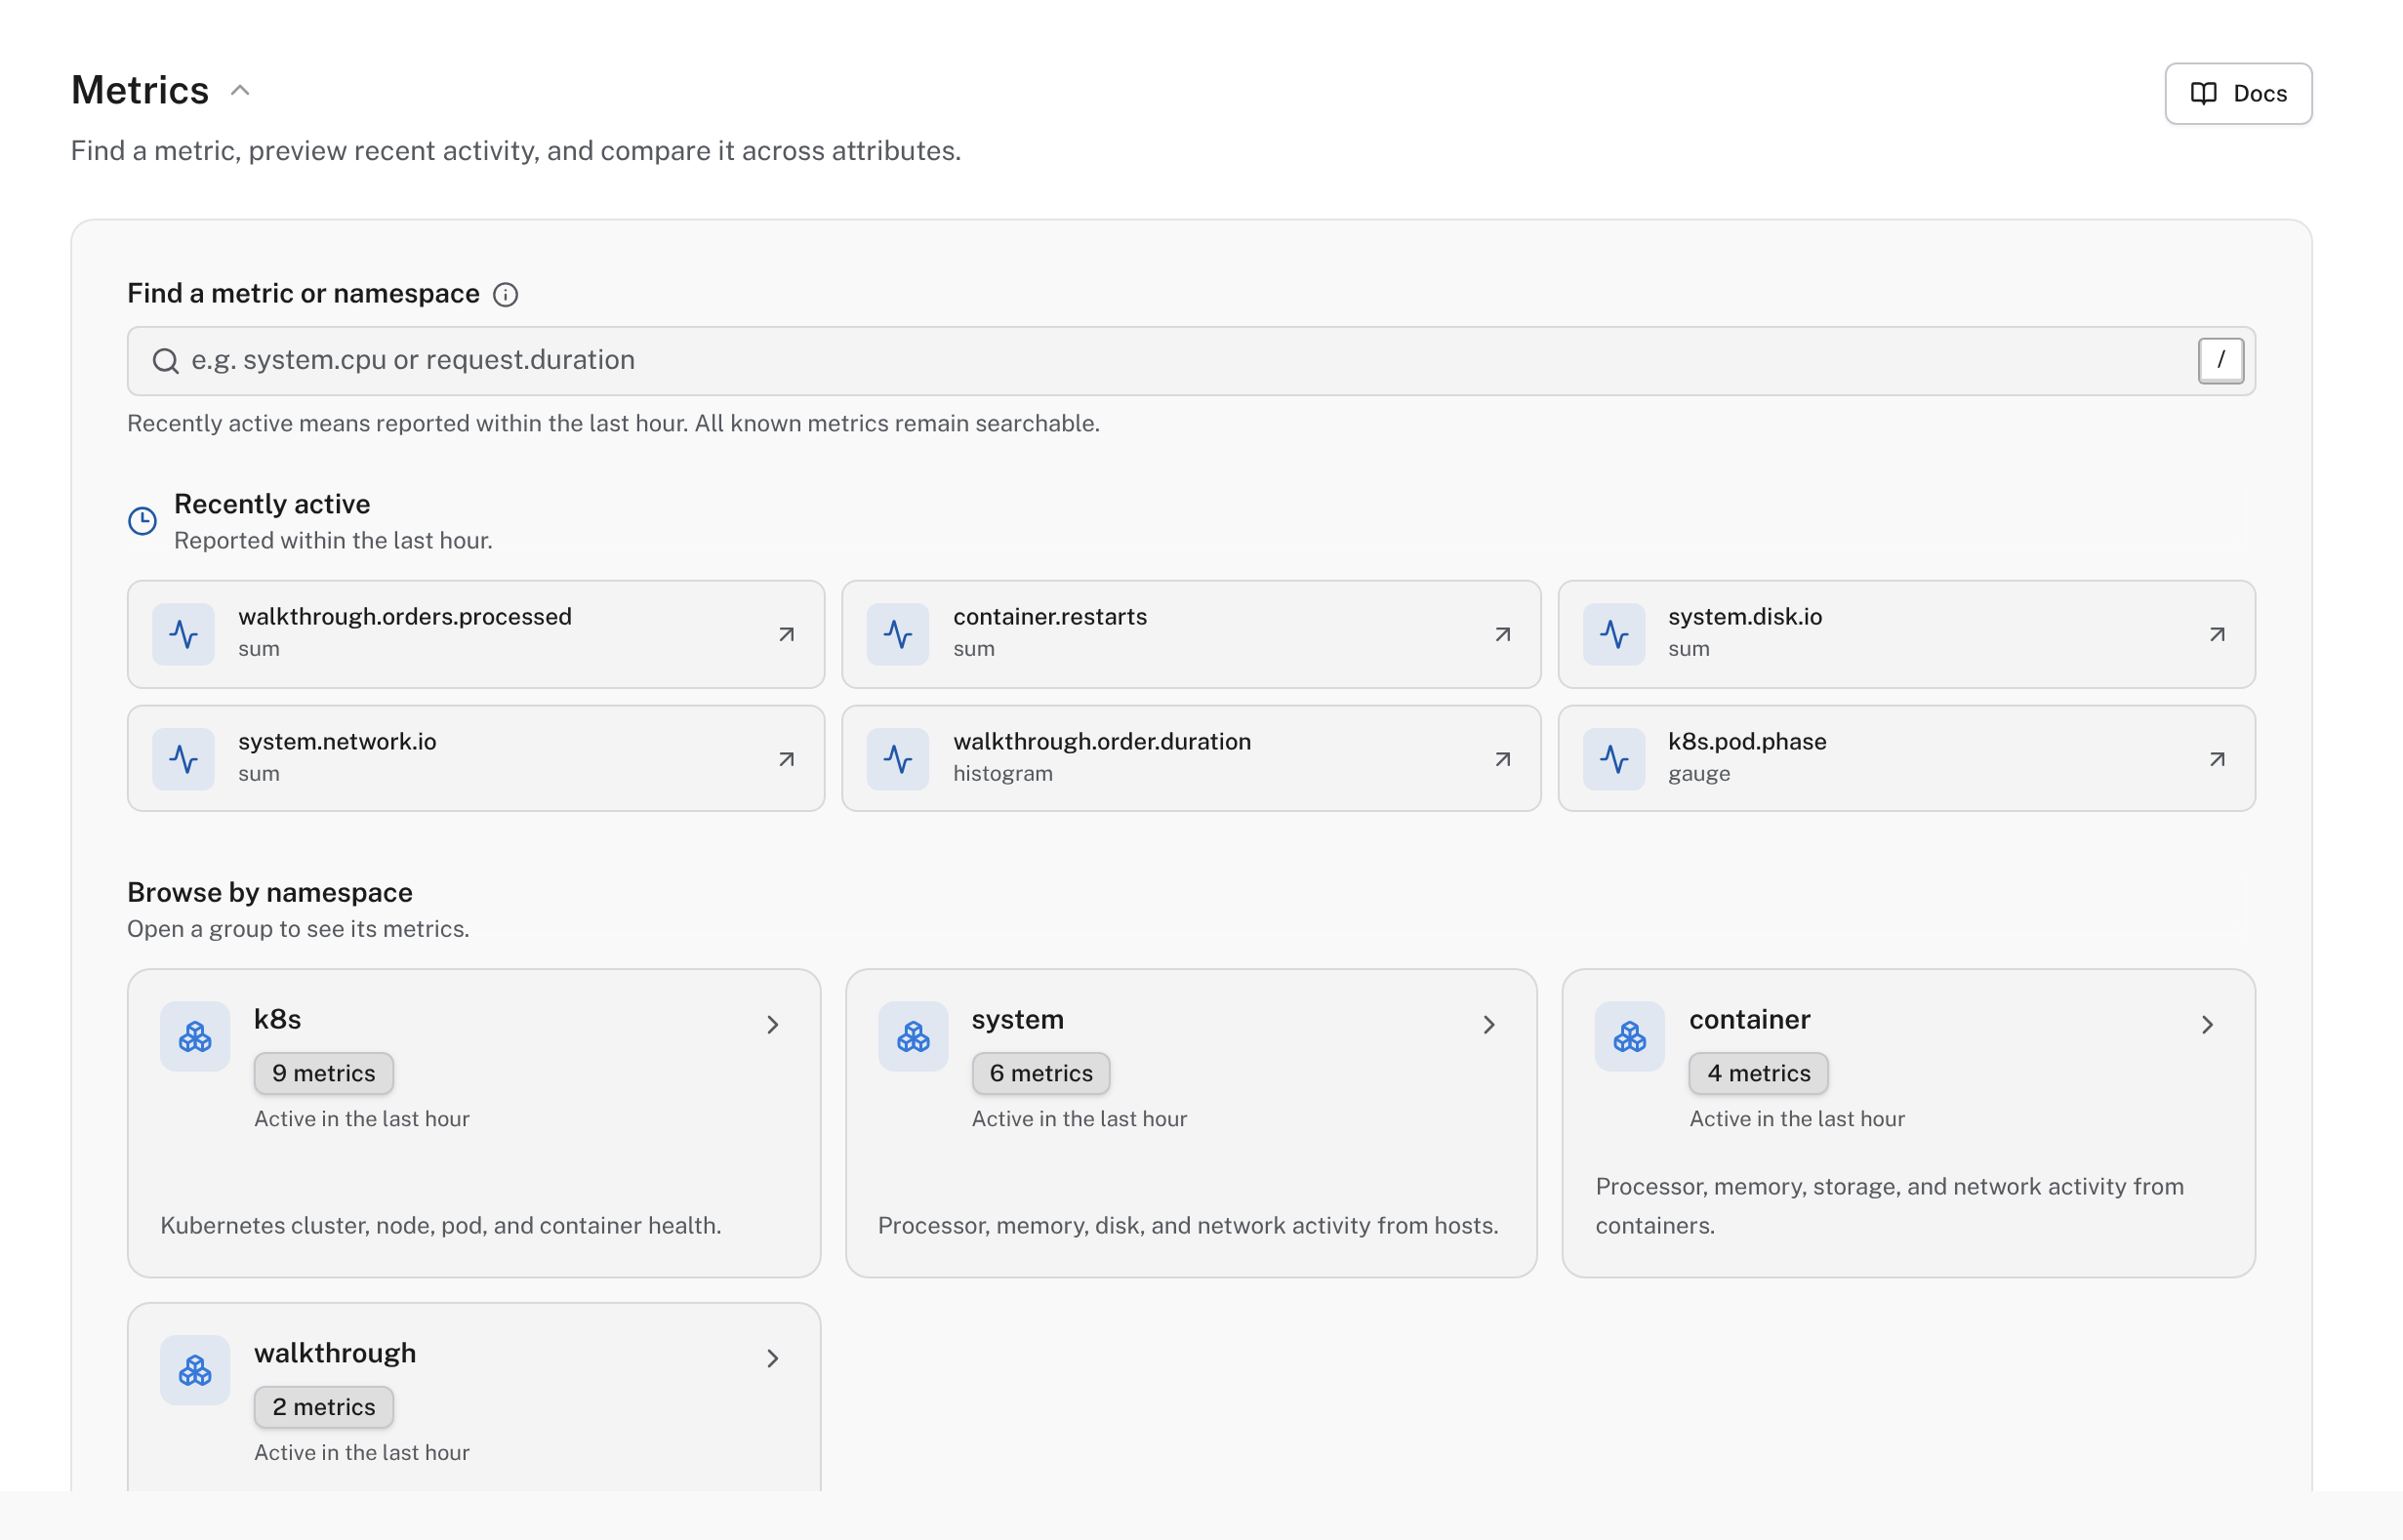 Metrics
Docs
Find a metric, preview recent activity, and compare it across attributes.
Find a metric or namespace
e.g. system.cpu or request.duration
/
Recently active means reported within the last hour. All known metrics remain searchable.
Recently active
Reported within the last hour.
walkthrough.orders.processed
sum
container.restarts
sum
system.disk.io
sum
system.network.io
sum
walkthrough.order.duration
histogram
k8s.pod.phase
gauge
Browse by namespace
Open a group to see its metrics.
k8s
9 metrics
Active in the last hour
Kubernetes cluster, node, pod, and container health.
system
6 metrics
Active in the last hour
Processor, memory, disk, and network activity from hosts.
container
4 metrics
Active in the last hour
Processor, memory, storage, and network activity from
containers.
walkthrough
2 metrics
Active in the last hour